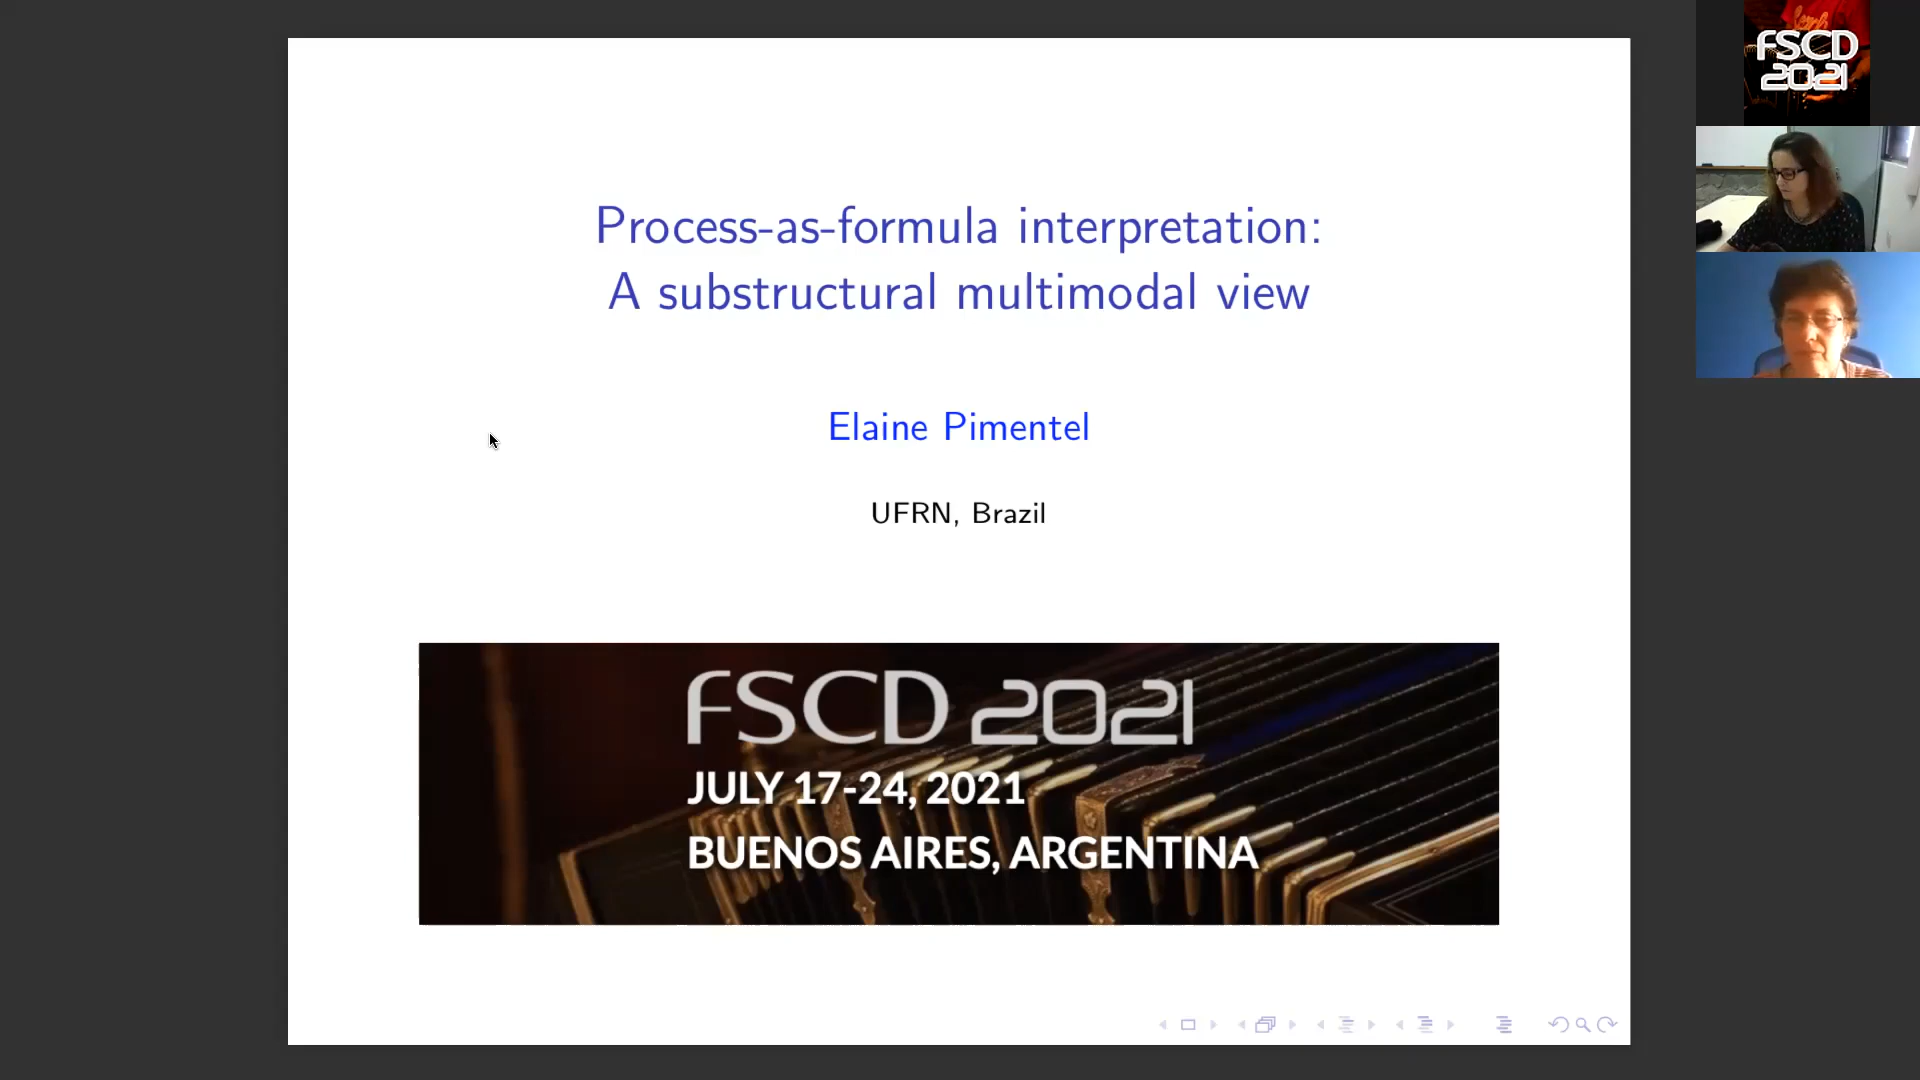 Process-as-formula interpretation:
A substructural multimodal view
Elaine Pimentel
UFRN, Brazil
FSCD 2021
JULY 17-24, 2021
BUENOS AIRES, ARGENTINA
FSCD
2021